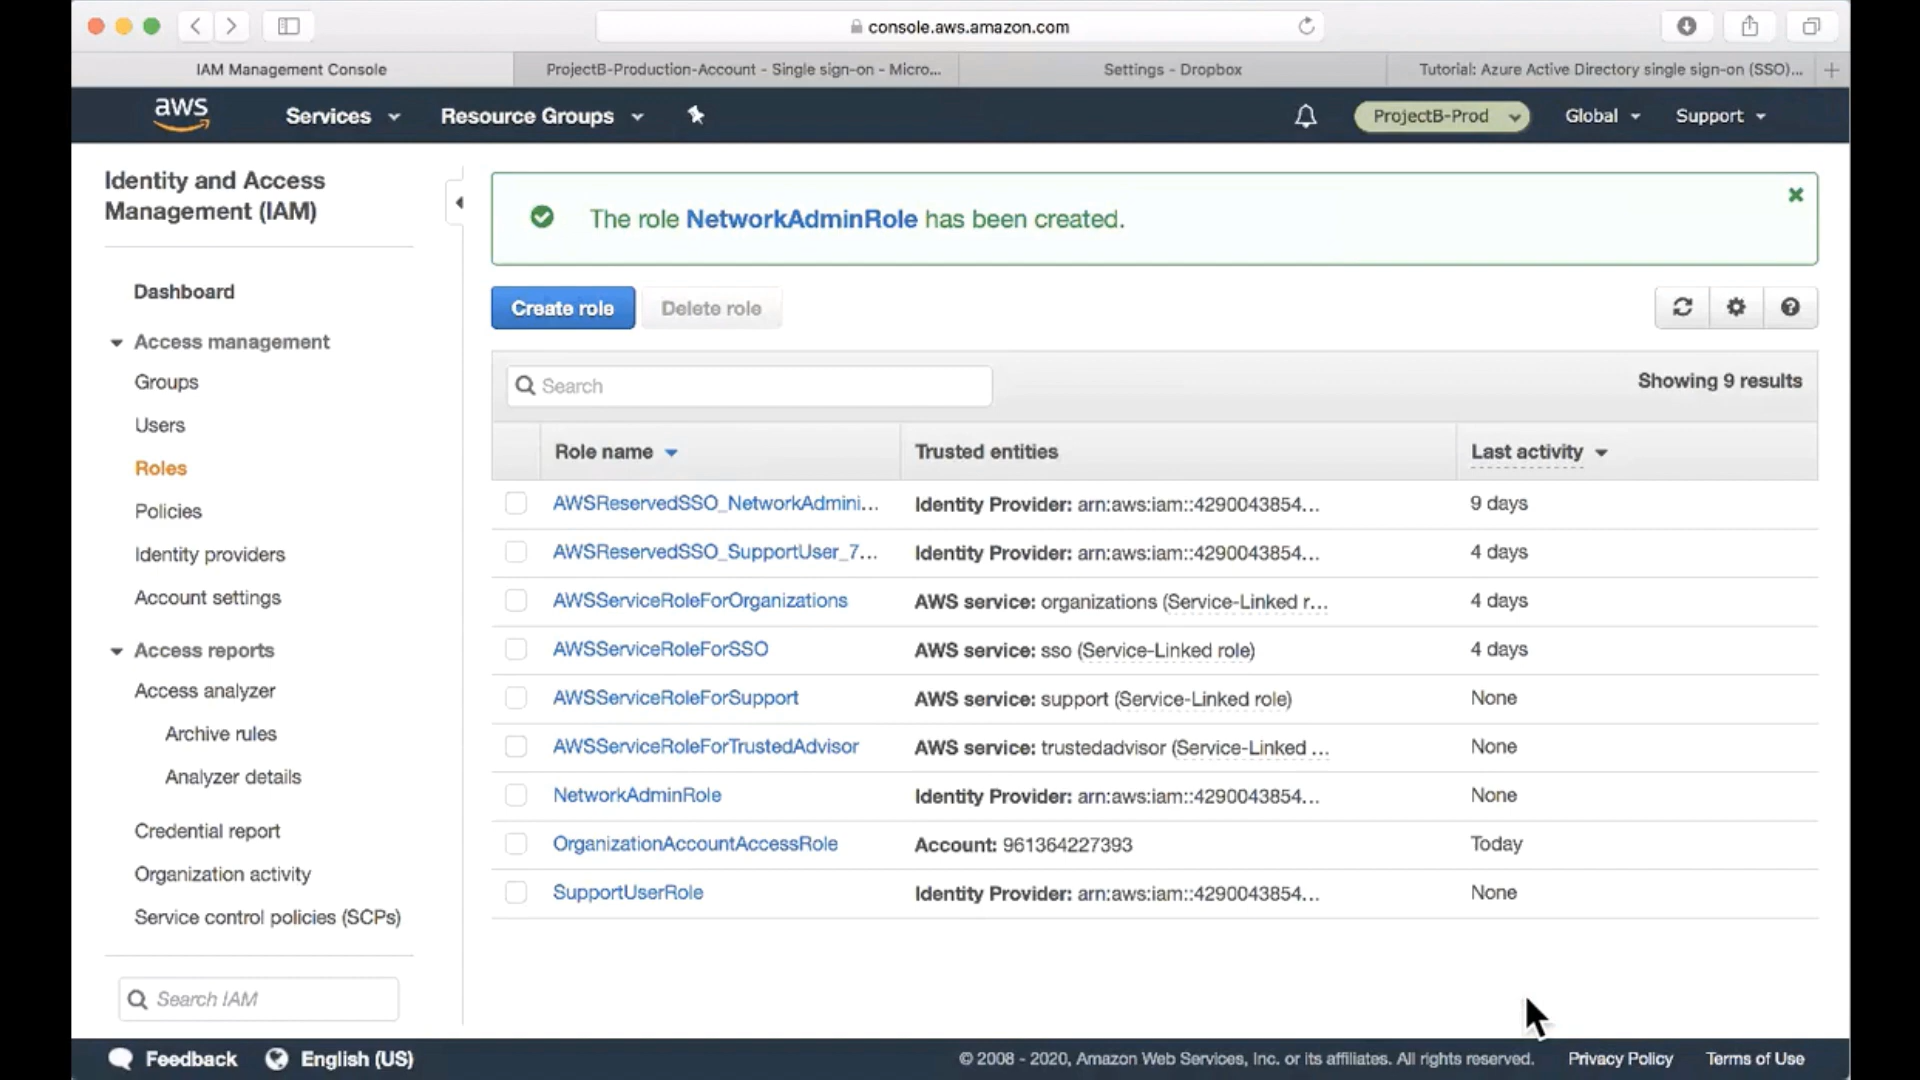 console.aws.amazon.com
IAM Management Console
ProjectB-Production-Account - Single sign-on - Micro...
Settings - Dropbox
Tutorial: Azure Active Directory single sign-on (SSO)...
aws
Services
Resource Groups
ProjectB-Prod
Global
Support
Identity and Access
Management (IAM)
Dashboard
Access management
Groups
Users
Roles
Policies
Identity providers
Account settings
Access reports
Access analyzer
Archive rules
Analyzer details
Credential report
Organization activity
Service control policies (SCPs)
Search IAM
The role NetworkAdminRole has been created.
Create role
Delete role
Search
Showing 9 results
Role name
Trusted entities
Last activity
AWSReservedSSO_NetworkAdmini... Identity Provider: arn:aws:iam::4290043854... 9 days
AWSReservedSSO_SupportUser_7... Identity Provider: arn:aws:iam::4290043854... 4 days
AWSServiceRoleForOrganizations AWS service: organizations (Service-Linked r... 4 days
AWSServiceRoleForSSO AWS service: sso (Service-Linked role) 4 days
AWSServiceRoleForSupport AWS service: support (Service-Linked role) None
AWSServiceRoleForTrustedAdvisor AWS service: trustedadvisor (Service-Linked ... None
NetworkAdminRole Identity Provider: arn:aws:iam::4290043854... None
OrganizationAccountAccessRole Account: 961364227393 Today
SupportUserRole Identity Provider: arn:aws:iam::4290043854... None
Feedback
English (US)
© 2008 - 2020, Amazon Web Services, Inc. or its affiliates. All rights reserved.
Privacy Policy
Terms of Use